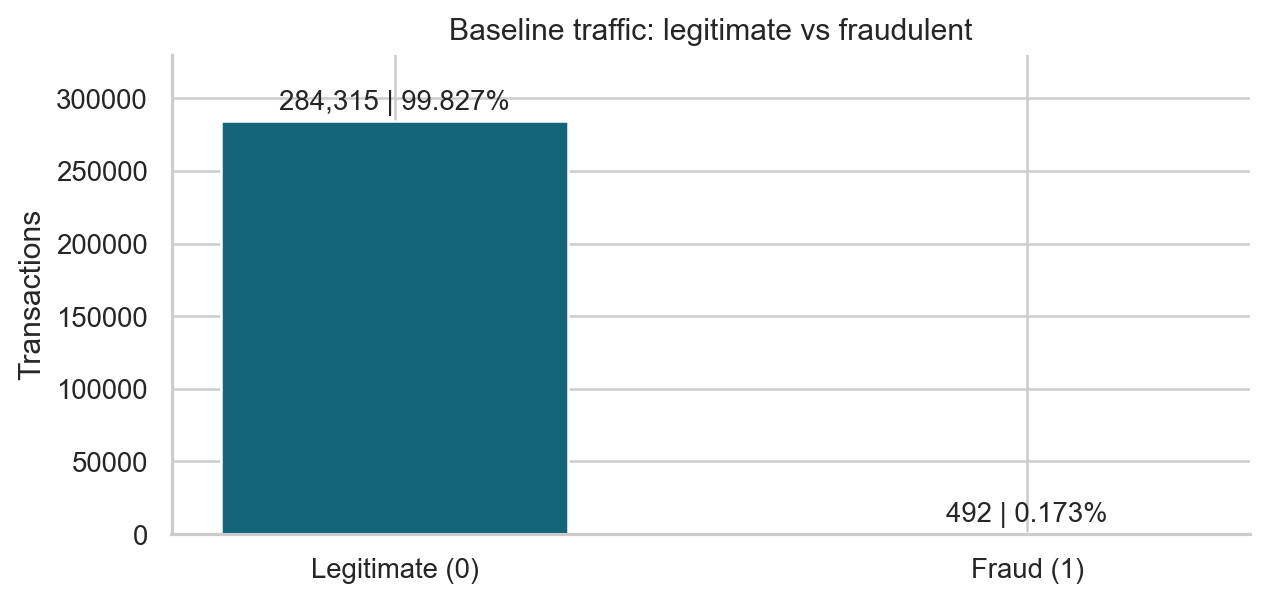 Baseline traffic: legitimate vs fraudulent
Transactions
300000
250000
200000
150000
100000
50000
0
284,315 | 99.827%
492 | 0.173%
Legitimate (0)
Fraud (1)